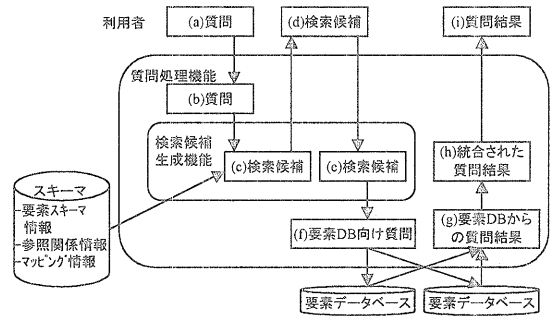 利用者
(a)質問
(d)検索候補
(i)質問結果
質問処理機能
(b)質問
検索候補
生成機能
(c)検索候補
(e)検索候補
(h)統合された
質問結果
スキーマ
-要素スキーマ
情報
-参照関係情報
-マッピング情報
(f)要素DB向け質問
(g)要素DBから
の質問結果
要素データベース
要素データベース